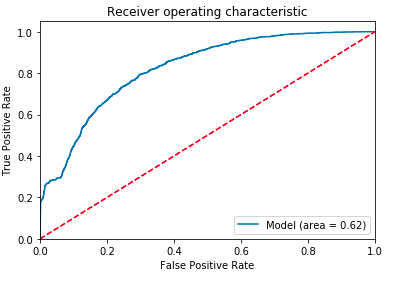 Receiver operating characteristic
True Positive Rate
1.0
0.8
0.6
0.4
0.2
0.0
Model (area = 0.62)
0.0 0.2 0.4 0.6 0.8 1.0
False Positive Rate